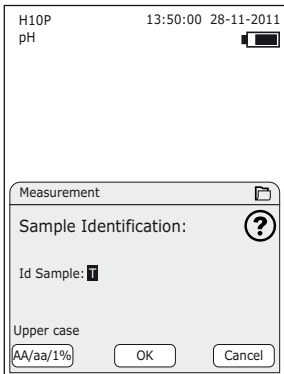 H10P 13:50:00 28-11-2011
pH
Measurement
Sample Identification:
?
Id Sample: T
Upper case
AA/aa/1% OK Cancel